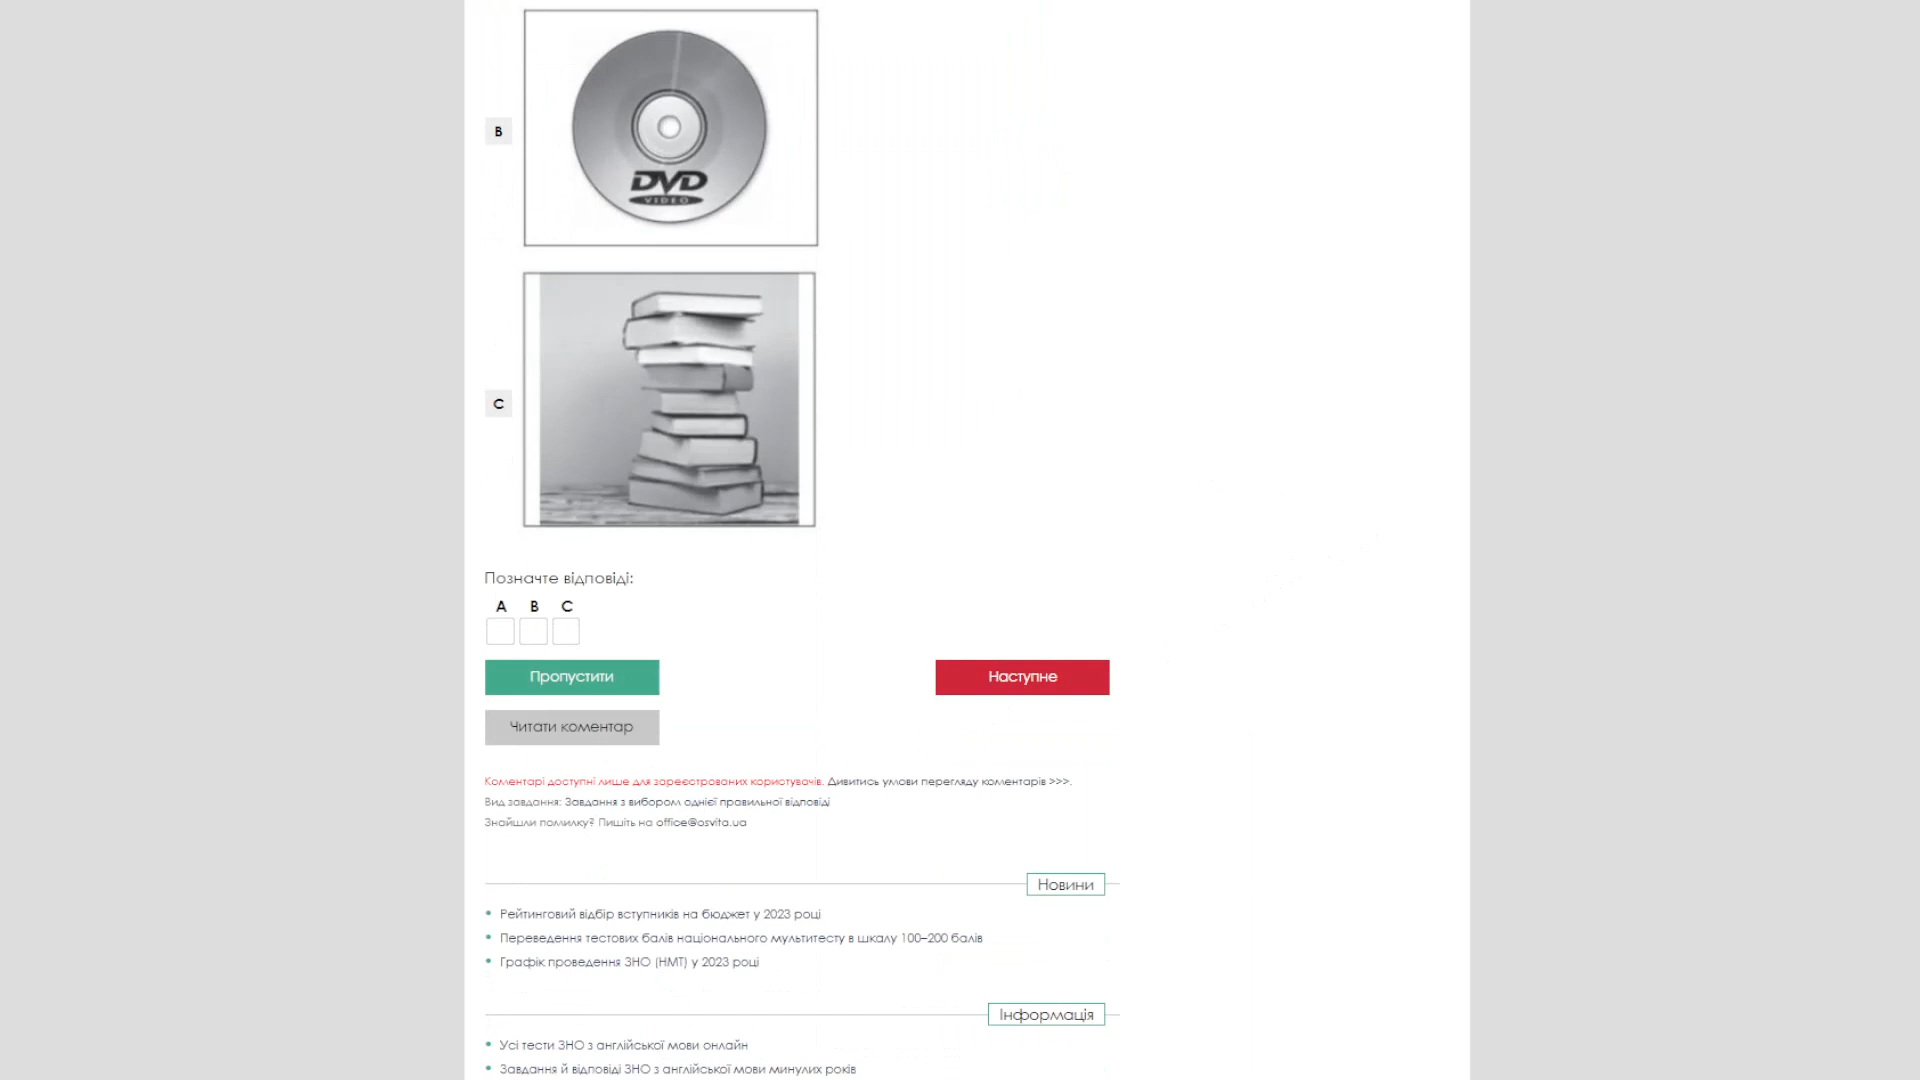 B
DVD
VIDEO
C
Позначте відповіді:
A B C
Пропустити
Наступне
Читати коментар
Коментарі доступні лише для зареєстрованих користувачів. Дивитись умови перегляду коментарів >>>.
Вид завдання: Завдання з вибором однієї правильної відповіді
Знайшли помилку? Пишіть на office@osvita.ua
Новини
Рейтинговий відбір вступників на бюджет у 2023 році
Переведення тестових балів національного мультитесту в шкалу 100–200 балів
Графік проведення ЗНО (НМТ) у 2023 році
Інформація
Усі тести ЗНО з англійської мови онлайн
Завдання й відповіді ЗНО з англійської мови минулих років